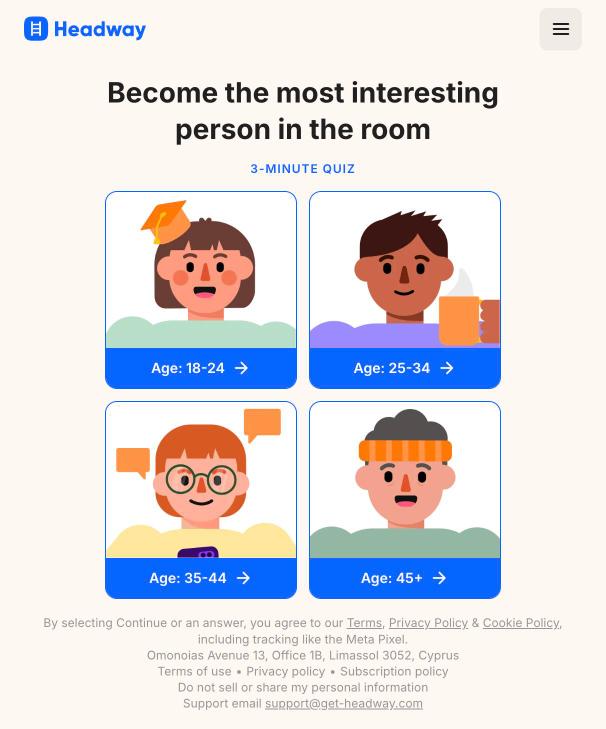 Headway
Become the most interesting
person in the room
3-MINUTE QUIZ
Age: 18-24 →
Age: 25-34 →
Age: 35-44 →
Age: 45+ →
By selecting Continue or an answer, you agree to our Terms, Privacy Policy & Cookie Policy,
including tracking like the Meta Pixel.
Omonoias Avenue 13, Office 1B, Limassol 3052, Cyprus
Terms of use • Privacy policy • Subscription policy
Do not sell or share my personal information
Support email support@get-headway.com